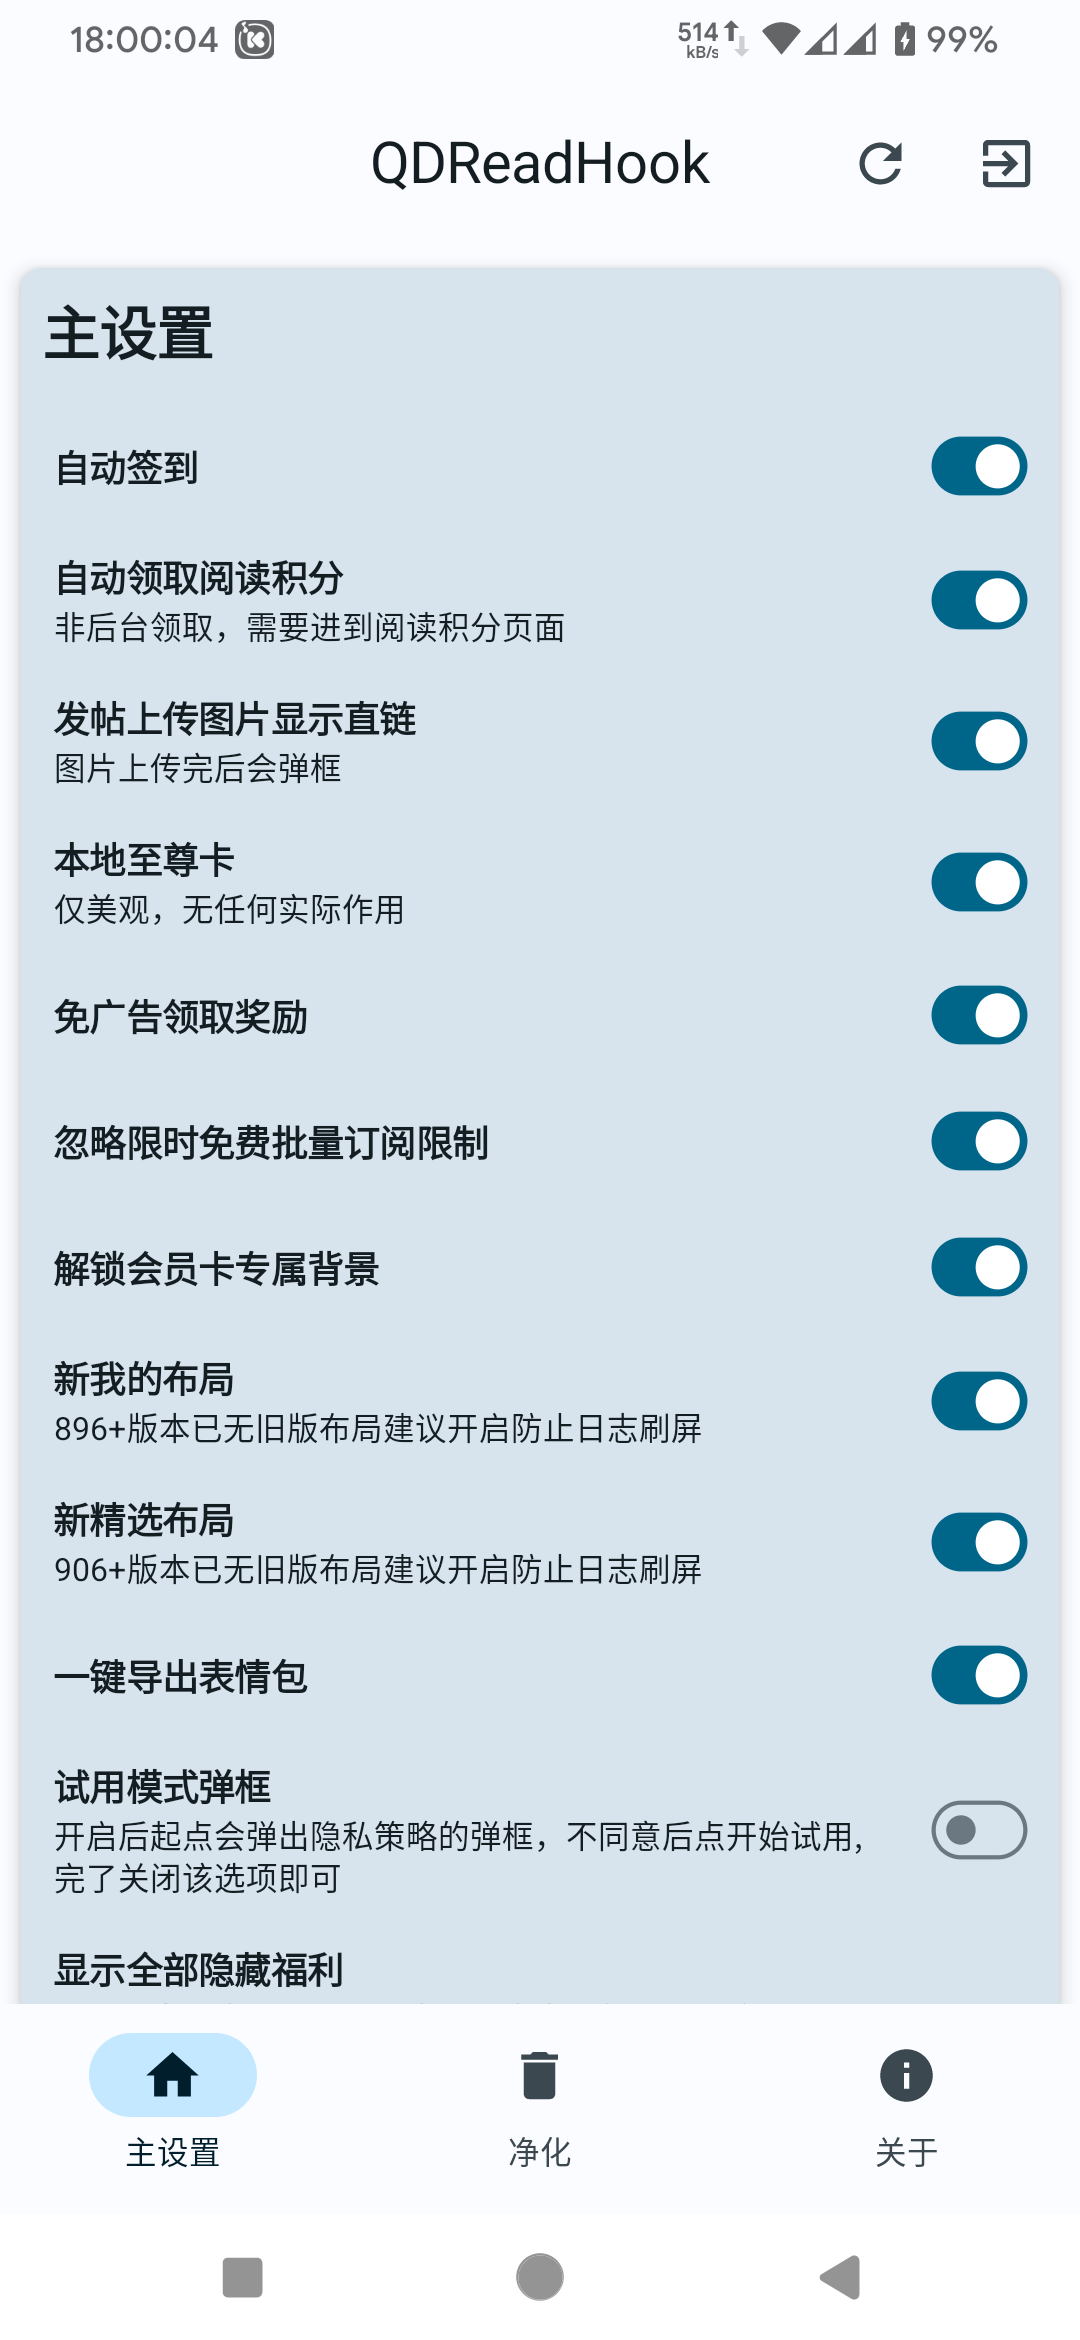 18:00:04
514 kB/s 99%
QDReadHook
主设置
自动签到
自动领取阅读积分
非后台领取，需要进到阅读积分页面
发帖上传图片显示直链
图片上传完后会弹框
本地至尊卡
仅美观，无任何实际作用
免广告领取奖励
忽略限时免费批量订阅限制
解锁会员卡专属背景
新我的布局
896+版本已无旧版布局建议开启防止日志刷屏
新精选布局
906+版本已无旧版布局建议开启防止日志刷屏
一键导出表情包
试用模式弹框
开启后起点会弹出隐私策略的弹框，不同意后点开始试用，
完了关闭该选项即可
显示全部隐藏福利
主设置
净化
关于